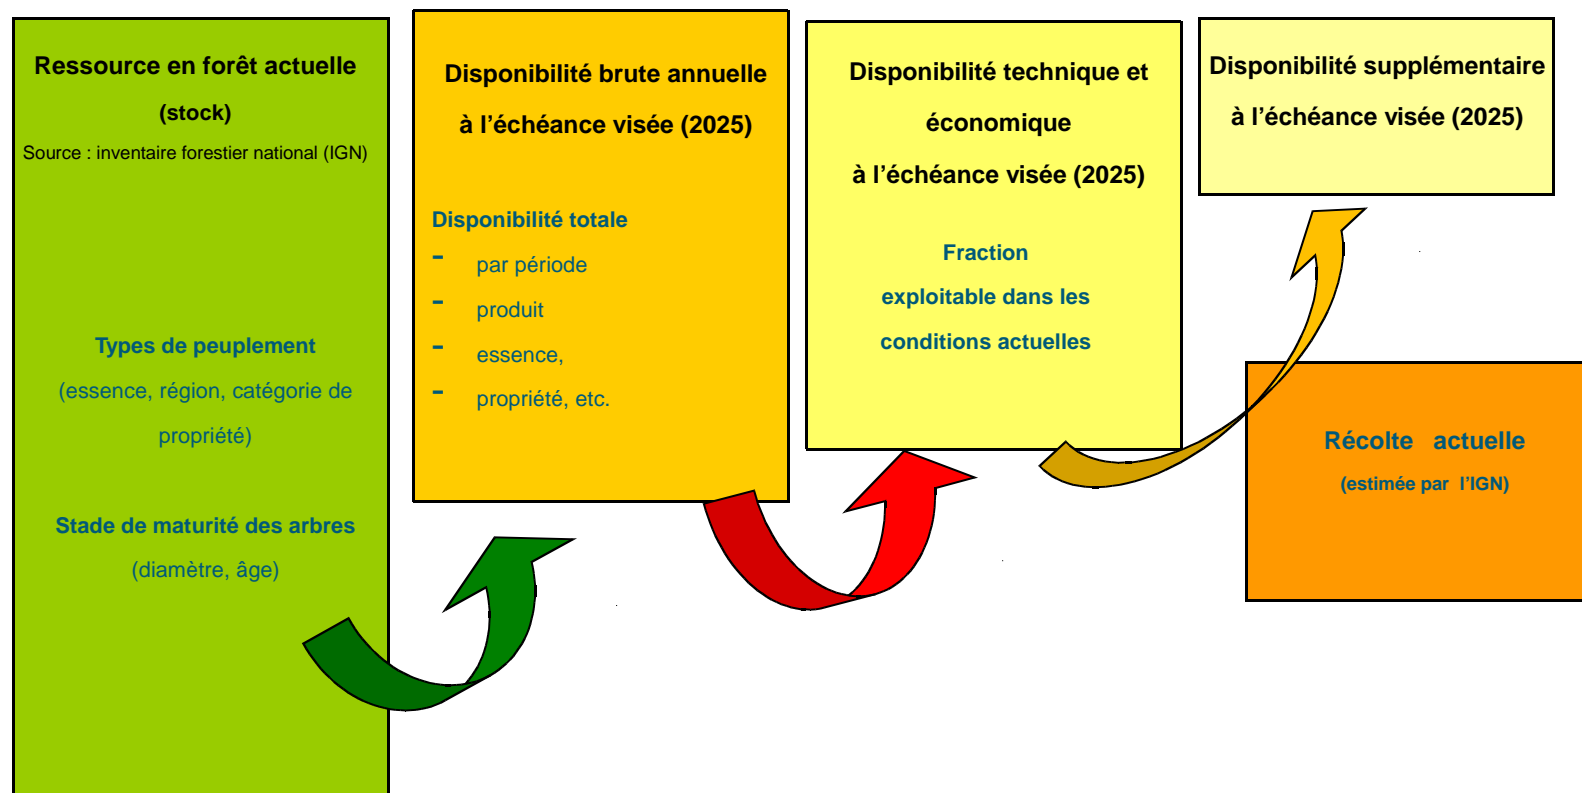 Ressource en forêt actuelle
(stock)
Source : inventaire forestier national (IGN)
Types de peuplement
(essence, région, catégorie de
propriété)
Stade de maturité des arbres
(diamètre, âge)
Disponibilité brute annuelle
à l'échéance visée (2025)
Disponibilité totale
- par période
- produit
- essence,
- propriété, etc.
Disponibilité technique et
économique
à l'échéance visée (2025)
Fraction
exploitable dans les
conditions actuelles
Disponibilité supplémentaire
à l'échéance visée (2025)
Récolte actuelle
(estimée par l'IGN)